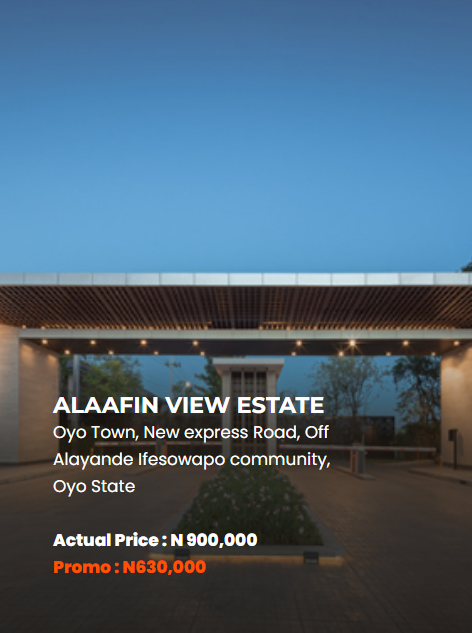 ALAAFIN VIEW ESTATE
Oyo Town, New express Road, Off
Alayande Ifesowapo community,
Oyo State
Actual Price : N 900,000
Promo : N630,000